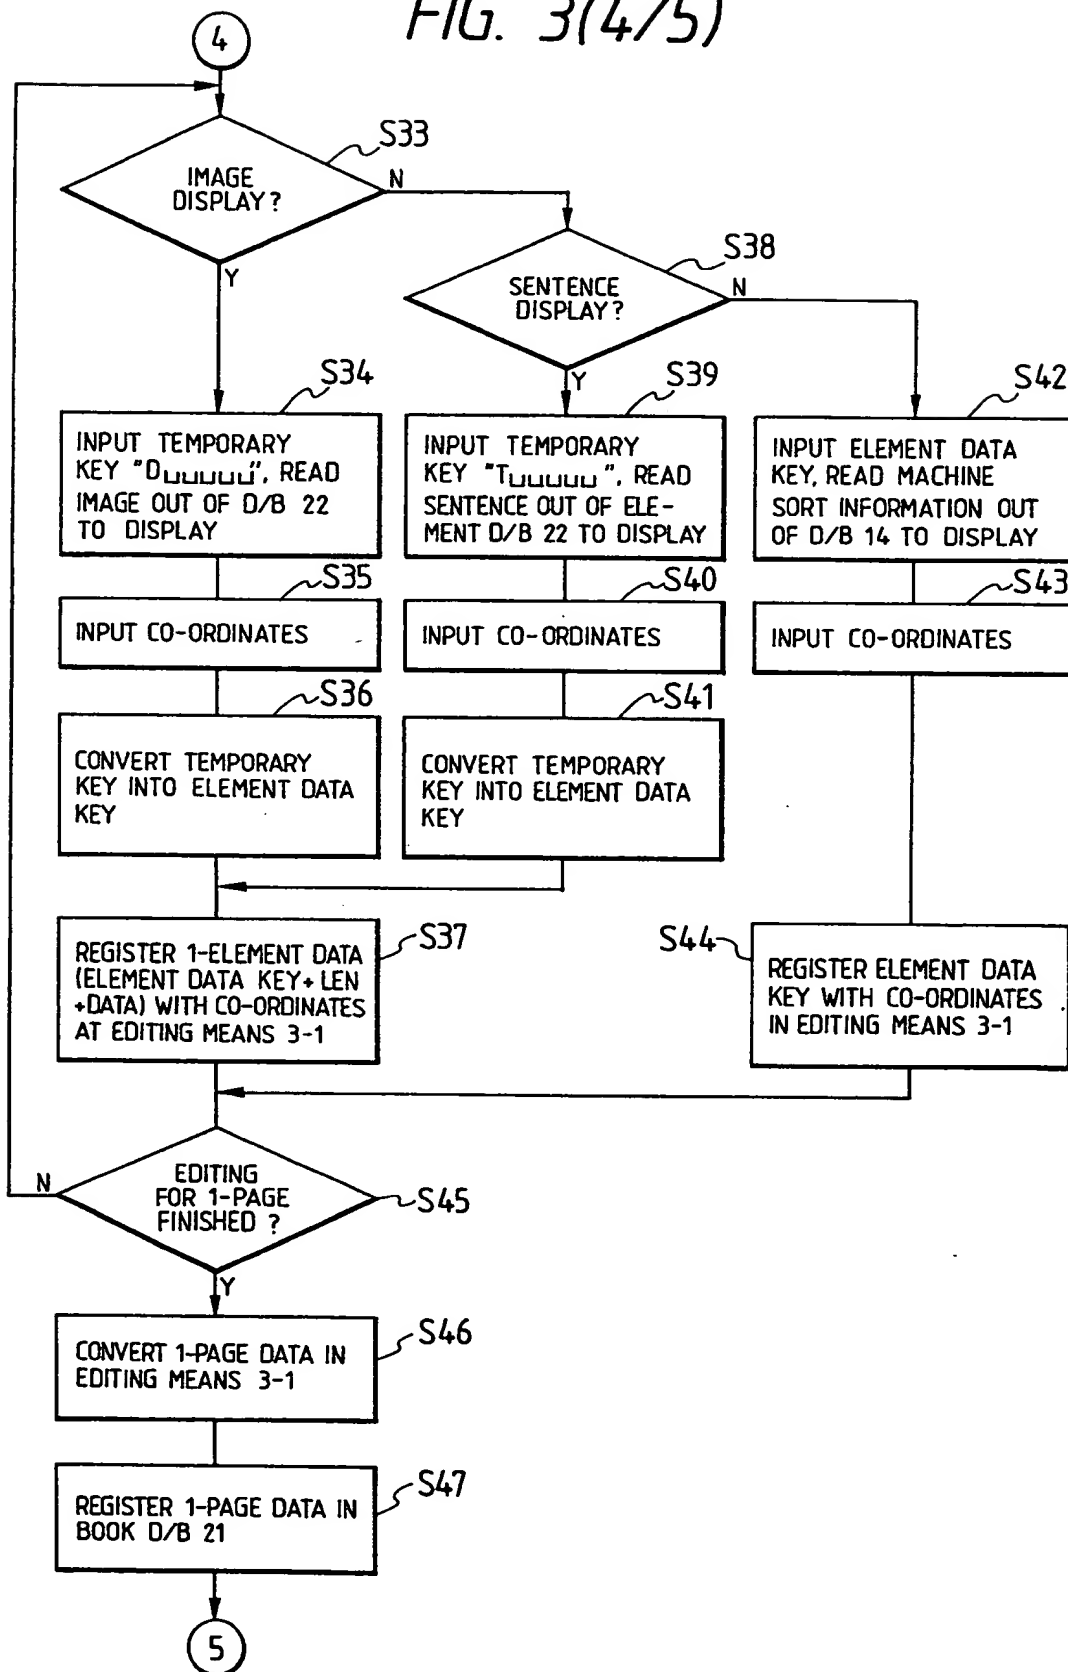 FIG. 3(4/5)
4
S33
IMAGE
DISPLAY?
N
Y
S38
SENTENCE
DISPLAY?
N
Y
S34
INPUT TEMPORARY
KEY "D␣␣␣␣␣", READ
IMAGE OUT OF D/B 22
TO DISPLAY
S39
INPUT TEMPORARY
KEY "T␣␣␣␣␣", READ
SENTENCE OUT OF ELE-
MENT D/B 22 TO DISPLAY
S42
INPUT ELEMENT DATA
KEY, READ MACHINE
SORT INFORMATION OUT
OF D/B 14 TO DISPLAY
S35
INPUT CO-ORDINATES
S40
INPUT CO-ORDINATES
S43
INPUT CO-ORDINATES
S36
CONVERT TEMPORARY
KEY INTO ELEMENT DATA
KEY
S41
CONVERT TEMPORARY
KEY INTO ELEMENT DATA
KEY
S37
REGISTER 1-ELEMENT DATA
(ELEMENT DATA KEY+LEN
+DATA) WITH CO-ORDINATES
AT EDITING MEANS 3-1
S44
REGISTER ELEMENT DATA
KEY WITH CO-ORDINATES
IN EDITING MEANS 3-1
S45
EDITING
FOR 1-PAGE
FINISHED ?
N
Y
S46
CONVERT 1-PAGE DATA IN
EDITING MEANS 3-1
S47
REGISTER 1-PAGE DATA IN
BOOK D/B 21
5